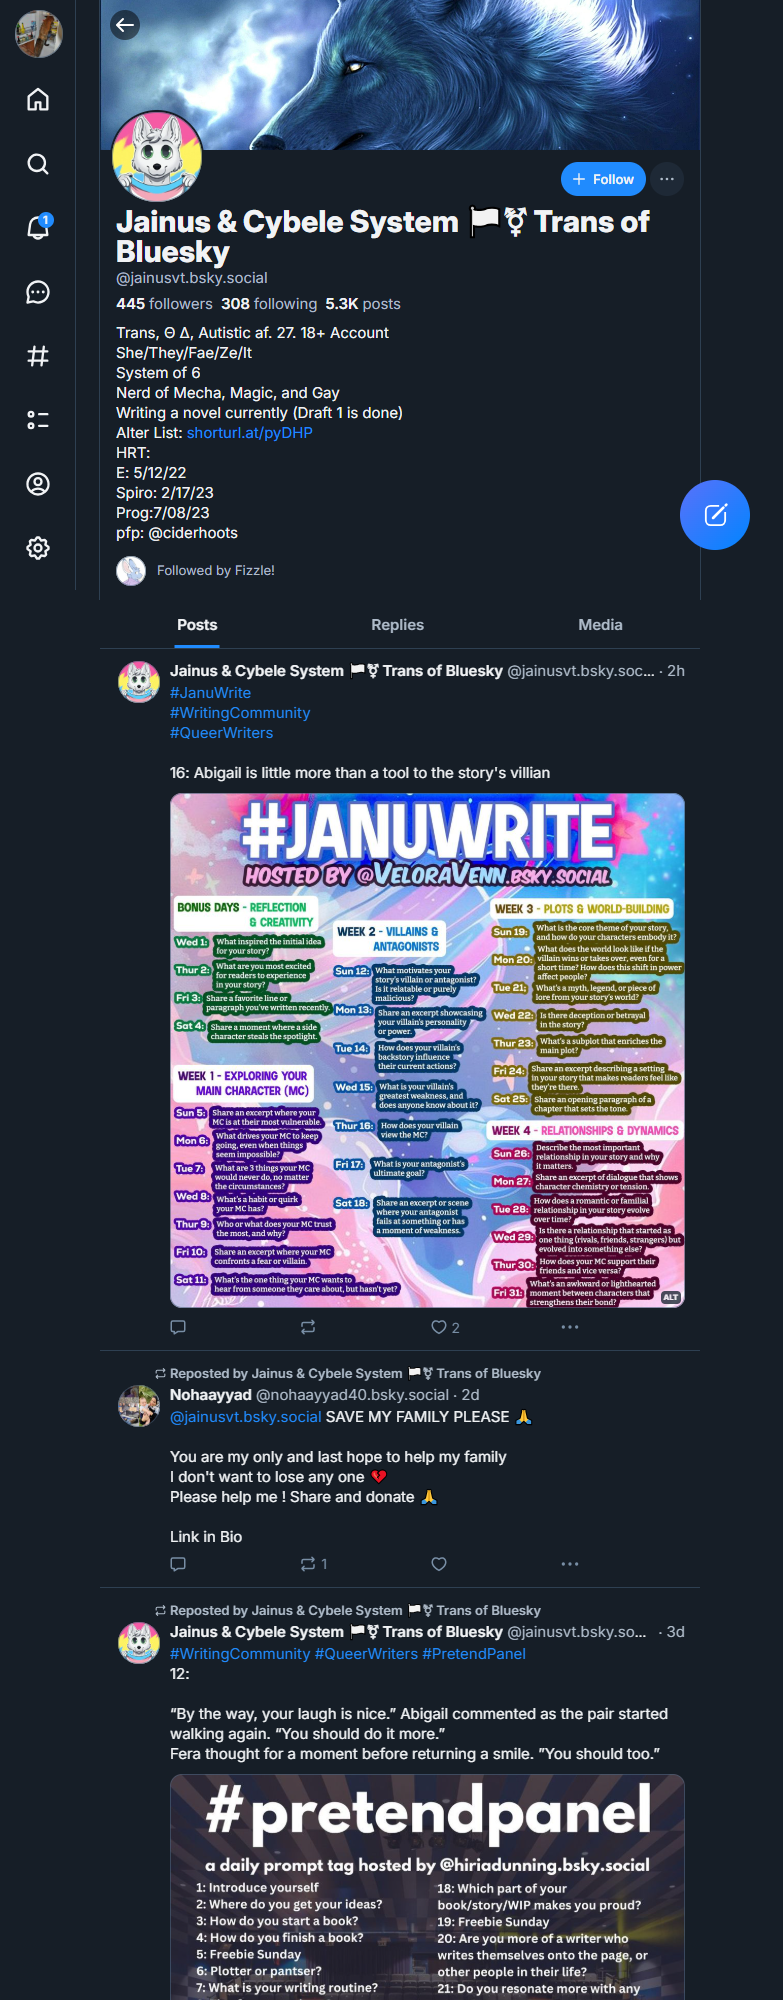 1
+ Follow
Jainus & Cybele System 🏳️‍⚧️ Trans of
Bluesky
@jainusvt.bsky.social
445 followers 308 following 5.3K posts
Trans, Θ Δ, Autistic af. 27. 18+ Account
She/They/Fae/Ze/It
System of 6
Nerd of Mecha, Magic, and Gay
Writing a novel currently (Draft 1 is done)
Alter List: shorturl.at/pyDHP
HRT:
E: 5/12/22
Spiro: 2/17/23
Prog:7/08/23
pfp: @ciderhoots
Followed by Fizzle!
Posts Replies Media
Jainus & Cybele System 🏳️‍⚧️ Trans of Bluesky @jainusvt.bsky.soc... · 2h
#JanuWrite
#WritingCommunity
#QueerWriters
16: Abigail is little more than a tool to the story's villian
#JANUWRITE
HOSTED BY @VELORAVENN.BSKY.SOCIAL
BONUS DAYS - REFLECTION
& CREATIVITY
Wed 1: What inspired the initial idea
for your story?
Thur 2: What are you most excited
for readers to experience
in your story?
Fri 3: Share a favorite line or
paragraph you've written recently.
Sat 4: Share a moment where a side
character steals the spotlight.
WEEK 1 - EXPLORING YOUR
MAIN CHARACTER (MC)
Sun 5: Share an excerpt where your
MC is at their most vulnerable.
Mon 6: What drives your MC to keep
going, even when things
seem impossible?
Tue 7: What are 3 things your MC
would never do, no matter
the circumstances?
Wed 8: What's a habit or quirk
your MC has?
Thur 9: Who or what does your MC trust
the most, and why?
Fri 10: Share an excerpt where your MC
confronts a fear or villain.
Sat 11: What's the one thing your MC wants to
hear from someone they care about, but hasn't yet?
WEEK 2 - VILLAINS &
ANTAGONISTS
Sun 12: What motivates your
story's villain or antagonist?
Is it relatable or purely
malicious?
Mon 13: Share an excerpt showcasing
your villain's personality
or power.
Tue 14: How does your villain's
backstory influence
their current actions?
Wed 15: What is your villain's
greatest weakness, and
does anyone know about it?
Thur 16: How does your villain
view the MC?
Fri 17: What is your antagonist's
ultimate goal?
Sat 18: Share an excerpt or scene
where your antagonist
fails at something or has
a moment of weakness.
WEEK 3 - PLOTS & WORLD-BUILDING
Sun 19: What is the core theme of your story,
and how do your characters embody it?
Mon 20: What does the world look like if the
villain wins or takes over, even for a
short time? How does this shift in power
affect people?
Tue 21: What's a myth, legend, or piece of
lore from your story's world?
Wed 22: Is there deception or betrayal
in the story?
Thur 23: What's a subplot that enriches the
main plot?
Fri 24: Share an excerpt describing a setting
in your story that makes readers feel like
they're there.
Sat 25: Share an opening paragraph of a
chapter that sets the tone.
WEEK 4 - RELATIONSHIPS & DYNAMICS
Sun 26: Describe the most important
relationship in your story and why
it matters.
Mon 27: Share an excerpt of dialogue that shows
character chemistry or tension.
Tue 28: How does a romantic or familial
relationship in your story evolve
over time?
Wed 29: Is there a relationship that started as
one thing (rivals, friends, strangers) but
evolved into something else?
Thur 30: How does your MC support their
friends and vice versa?
Fri 31: What's an awkward or lighthearted
moment between characters that
strengthens their bond?
ALT
2
Reposted by Jainus & Cybele System 🏳️‍⚧️ Trans of Bluesky
Nohaayyad @nohaayyad40.bsky.social · 2d
@jainusvt.bsky.social SAVE MY FAMILY PLEASE 🙏
You are my only and last hope to help my family
I don't want to lose any one 💔
Please help me ! Share and donate 🙏
Link in Bio
1
Reposted by Jainus & Cybele System 🏳️‍⚧️ Trans of Bluesky
Jainus & Cybele System 🏳️‍⚧️ Trans of Bluesky @jainusvt.bsky.so... · 3d
#WritingCommunity #QueerWriters #PretendPanel
12:
“By the way, your laugh is nice.” Abigail commented as the pair started
walking again. “You should do it more.”
Fera thought for a moment before returning a smile. ”You should too.”
#pretendpanel
a daily prompt tag hosted by @hiriadunning.bsky.social
1: Introduce yourself
2: Where do you get your ideas?
3: How do you start a book?
4: How do you finish a book?
5: Freebie Sunday
6: Plotter or pantser?
7: What is your writing routine?
18: Which part of your
book/story/WIP makes you proud?
19: Freebie Sunday
20: Are you more of a writer who
writes themselves onto the page, or
other people in their life?
21: Do you resonate more with any